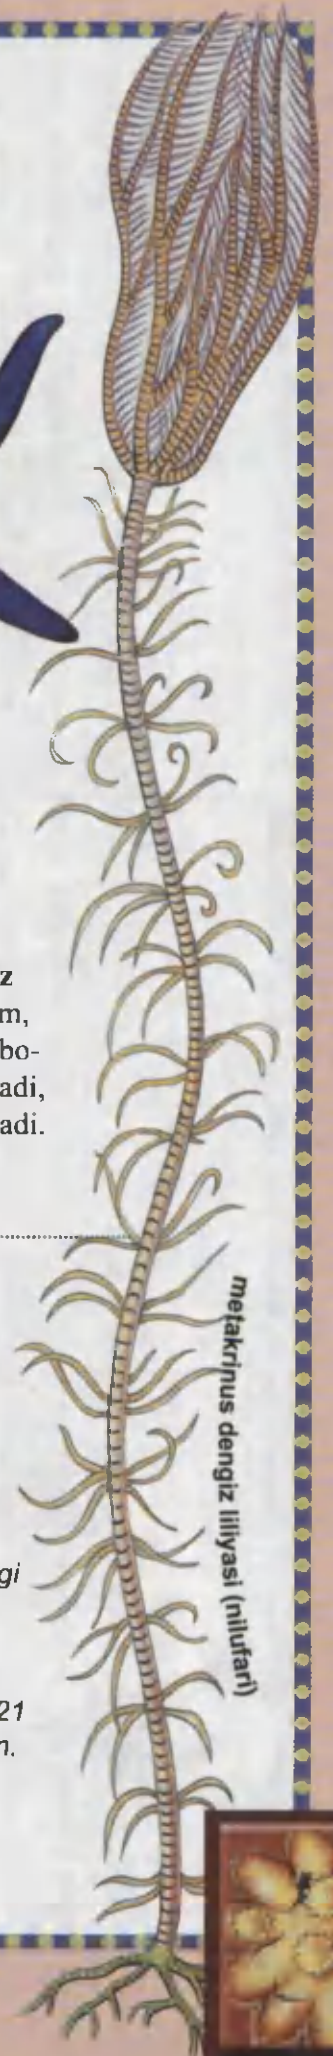 z
m,
bo-
adi,
adi.
metakrinus dengiz liliyasi (nilufari)
gi
21
n.